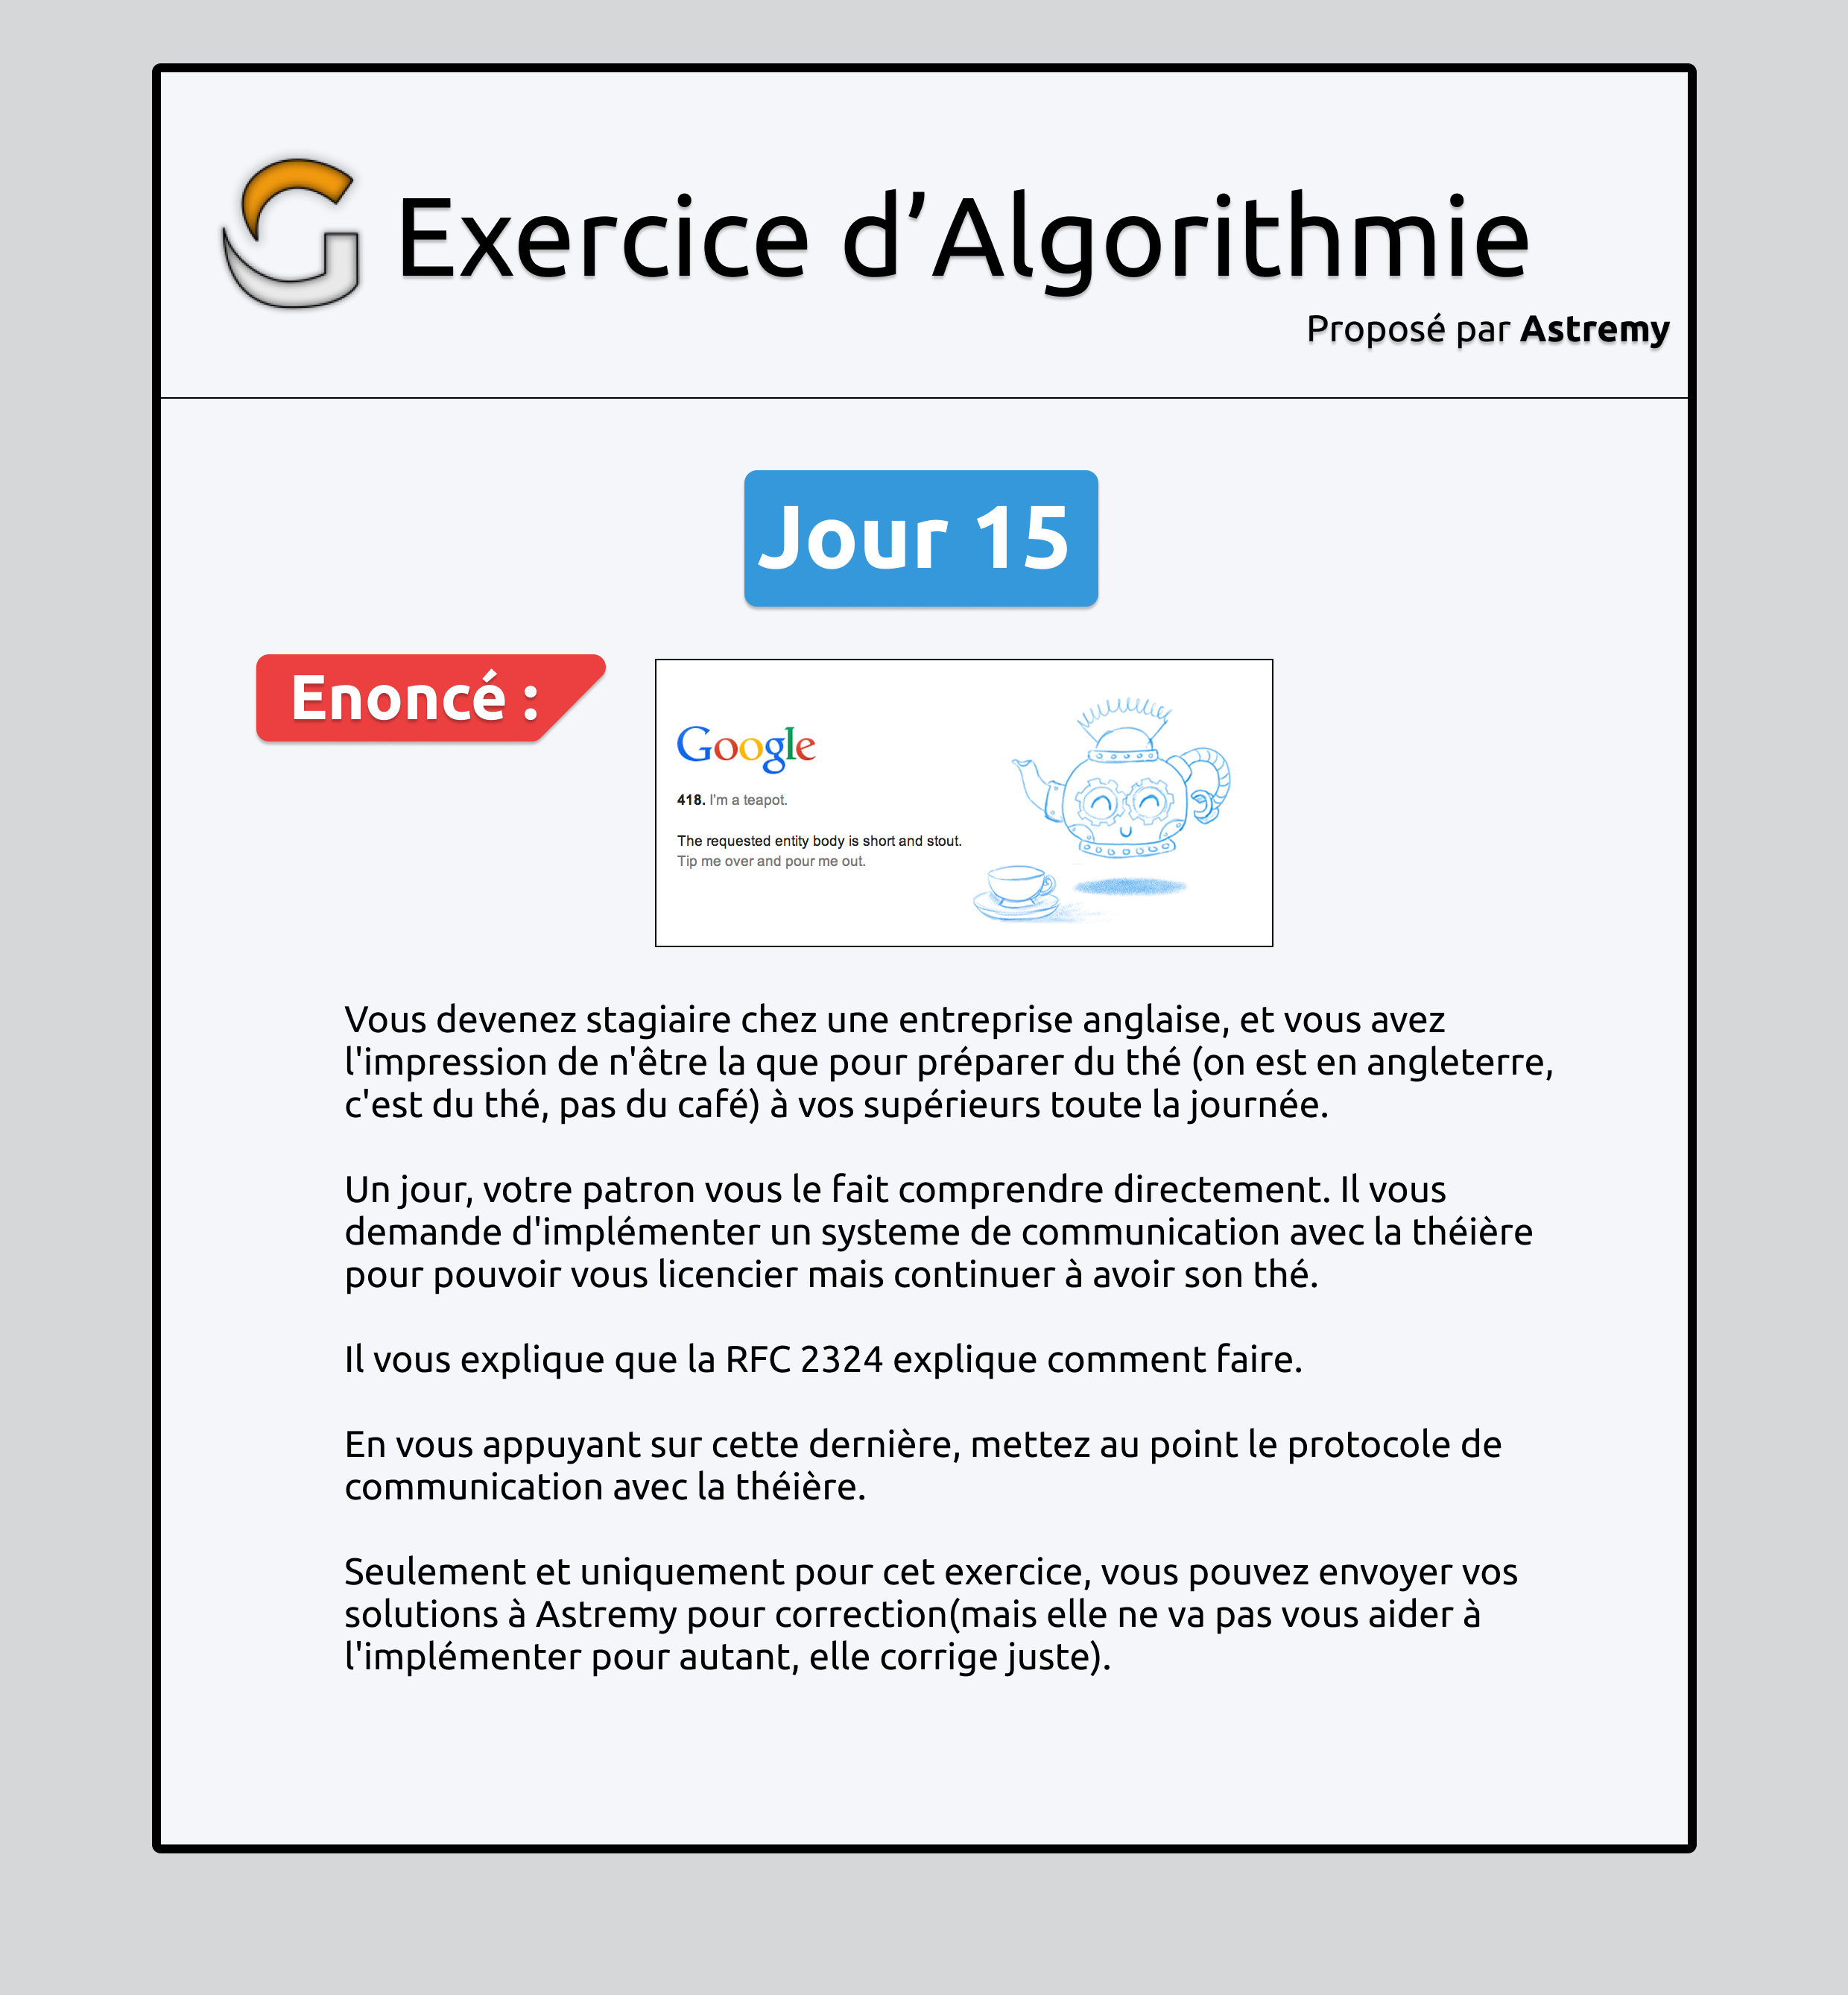 Exercice d’Algorithmie
Proposé par Astremy
Jour 15
Enoncé :
Google
418. I'm a teapot.
The requested entity body is short and stout.
Tip me over and pour me out.
Vous devenez stagiaire chez une entreprise anglaise, et vous avez
l'impression de n'être la que pour préparer du thé (on est en angleterre,
c'est du thé, pas du café) à vos supérieurs toute la journée.
Un jour, votre patron vous le fait comprendre directement. Il vous
demande d'implémenter un systeme de communication avec la théière
pour pouvoir vous licencier mais continuer à avoir son thé.
Il vous explique que la RFC 2324 explique comment faire.
En vous appuyant sur cette dernière, mettez au point le protocole de
communication avec la théière.
Seulement et uniquement pour cet exercice, vous pouvez envoyer vos
solutions à Astremy pour correction(mais elle ne va pas vous aider à
l'implémenter pour autant, elle corrige juste).